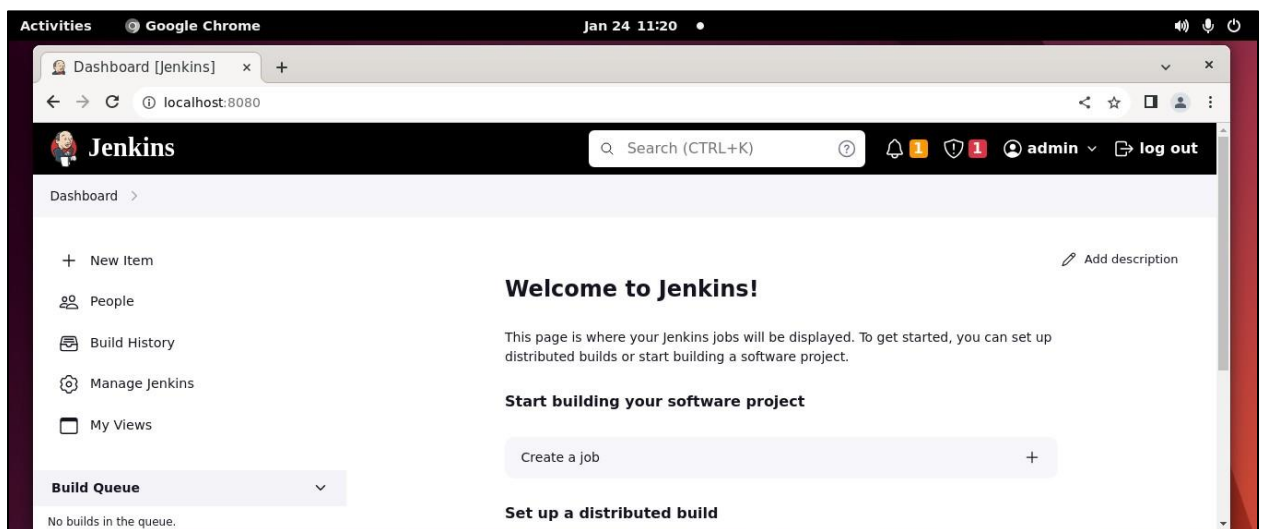 Activities Google Chrome Jan 24 11:20
Dashboard [Jenkins]
localhost:8080
Jenkins Search (CTRL+K) 1 1 admin log out
Dashboard
New Item
People
Build History
Manage Jenkins
My Views
Build Queue
No builds in the queue.
Add description
Welcome to Jenkins!
This page is where your Jenkins jobs will be displayed. To get started, you can set up
distributed builds or start building a software project.
Start building your software project
Create a job
Set up a distributed build